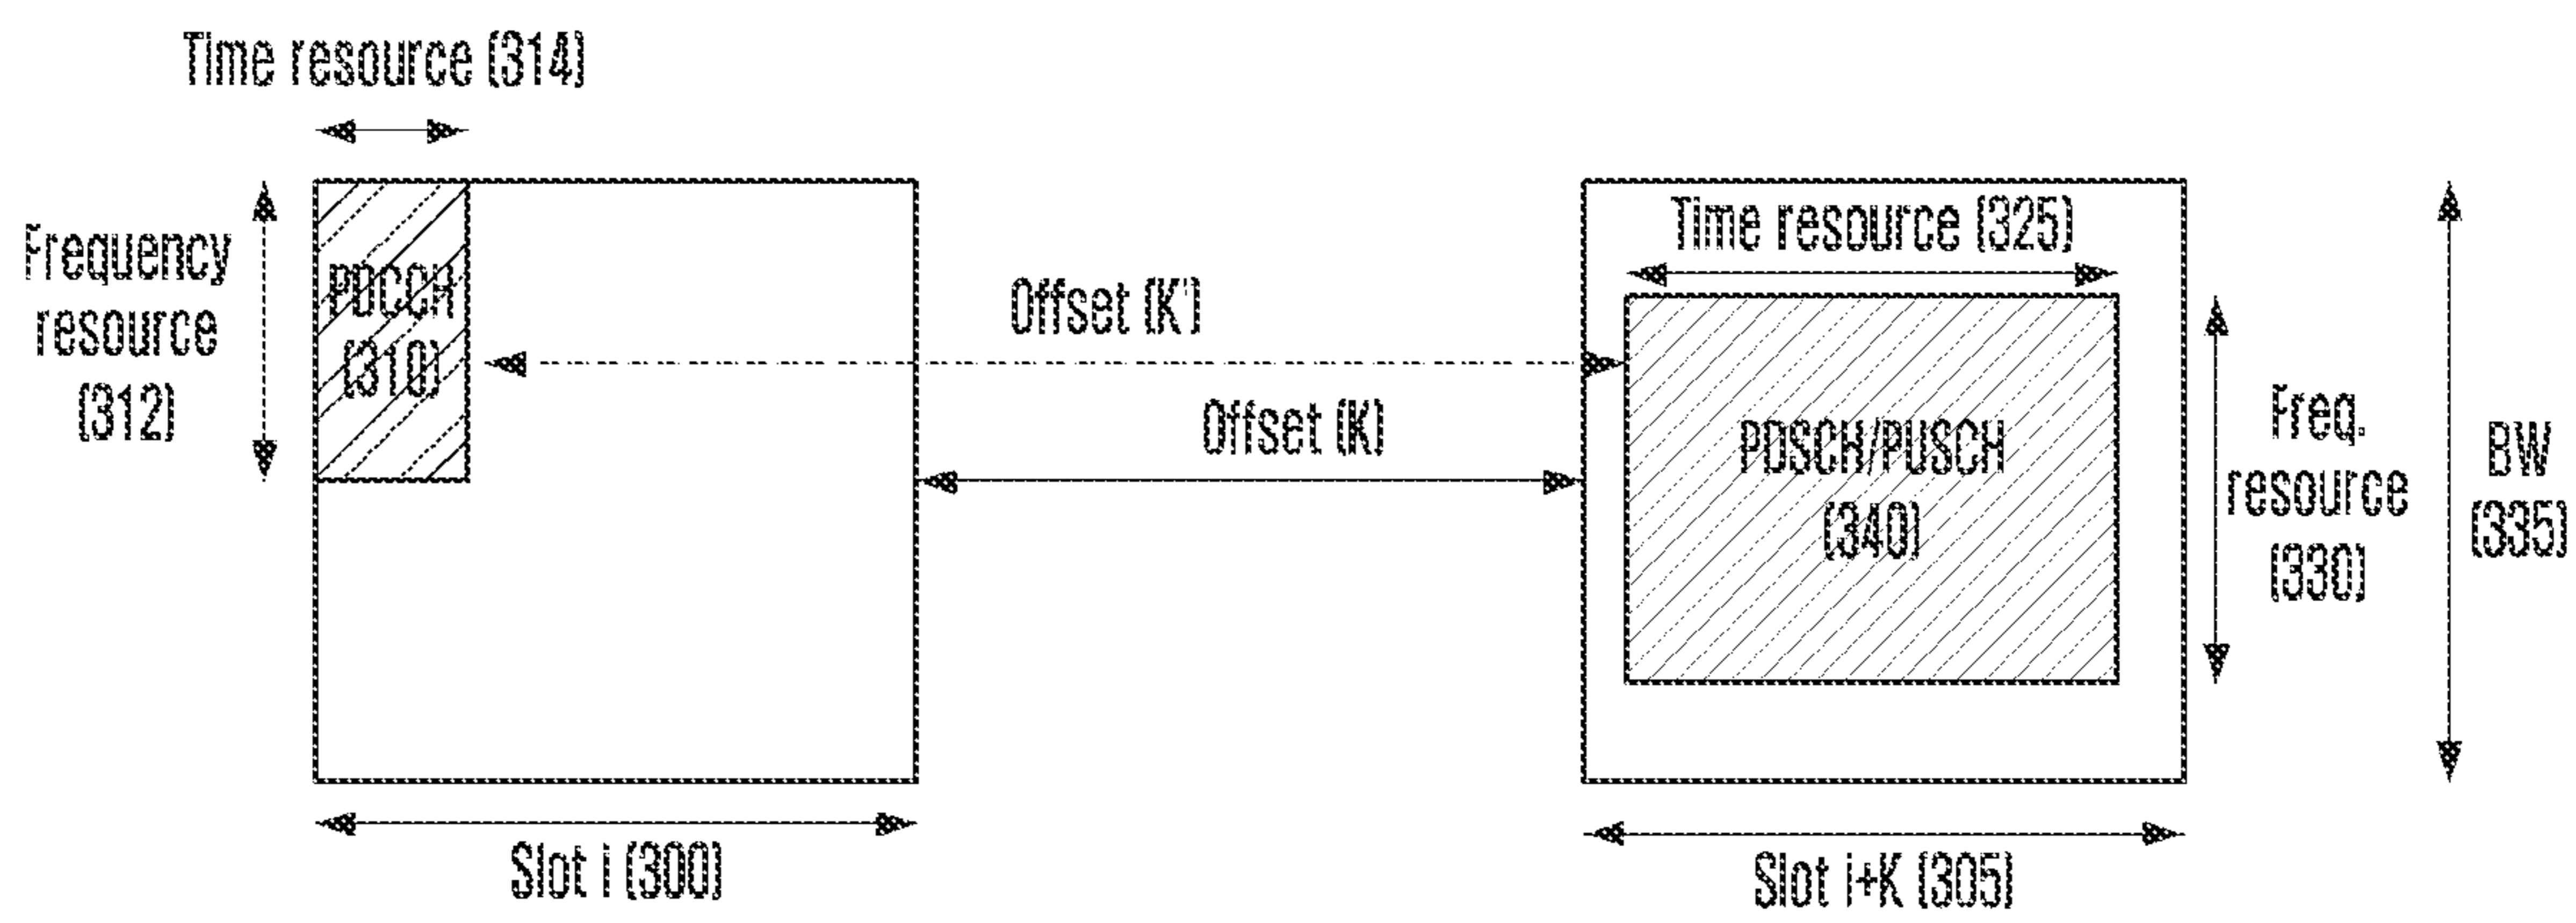 Time resource (314)
Frequency
resource
(312)
PDCCH
(310)
Offset (K')
Offset (K)
Time resource (325)
PDSCH/PUSCH
(340)
Freq.
resource
(330)
BW
(335)
Slot i (300)
Slot i+K (305)